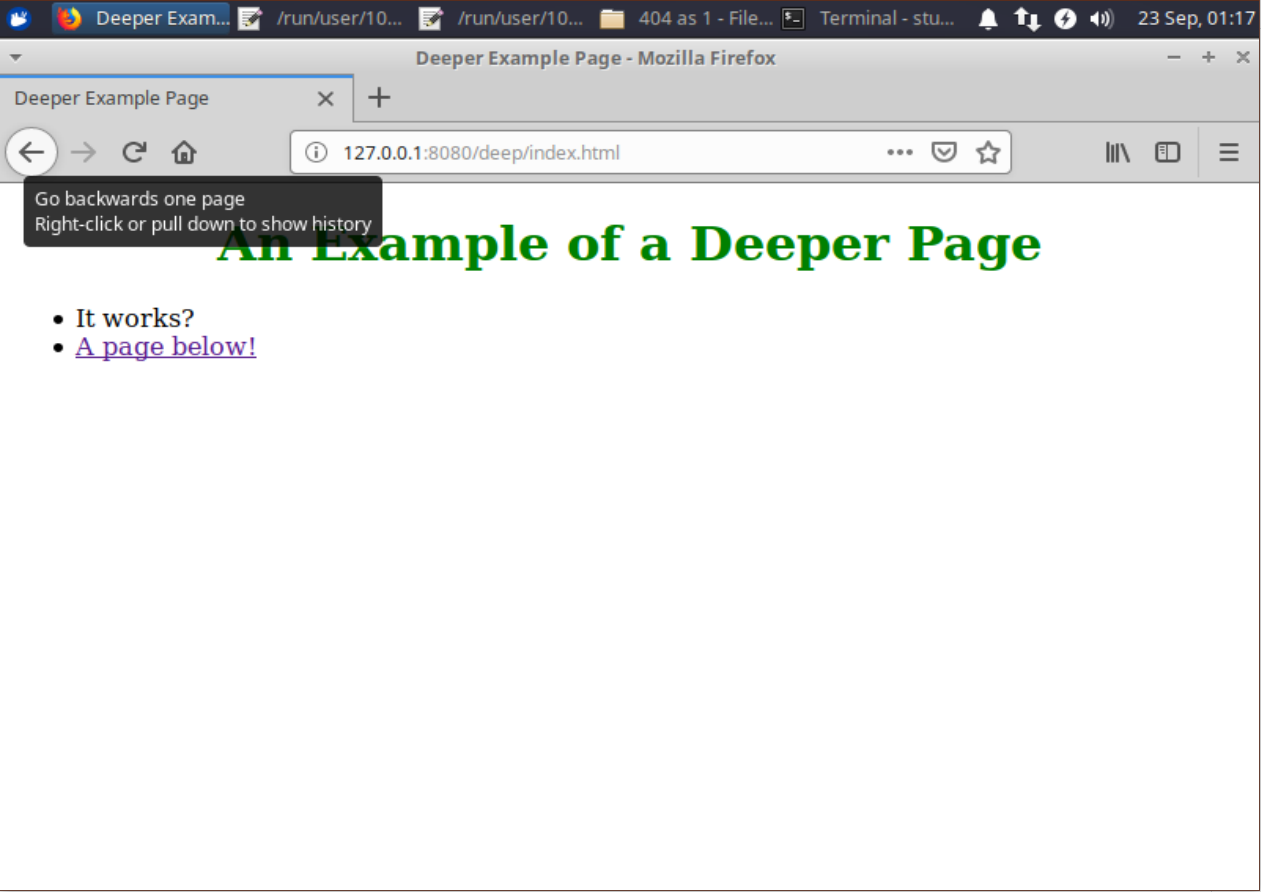 Deeper Exam... /run/user/10... /run/user/10... 404 as 1 - File... Terminal - stu... 23 Sep, 01:17
Deeper Example Page - Mozilla Firefox
Deeper Example Page
127.0.0.1:8080/deep/index.html
Go backwards one page
Right-click or pull down to show history
An Example of a Deeper Page
It works?
A page below!